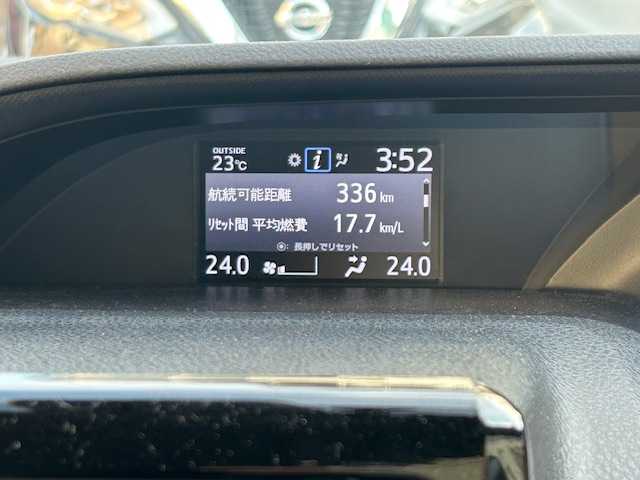 OUTSIDE
23℃ 3:52
航続可能距離 336 km
ﾘｾｯﾄ間 平均燃費 17.7 km/L
長押しでリセット
24.0 24.0